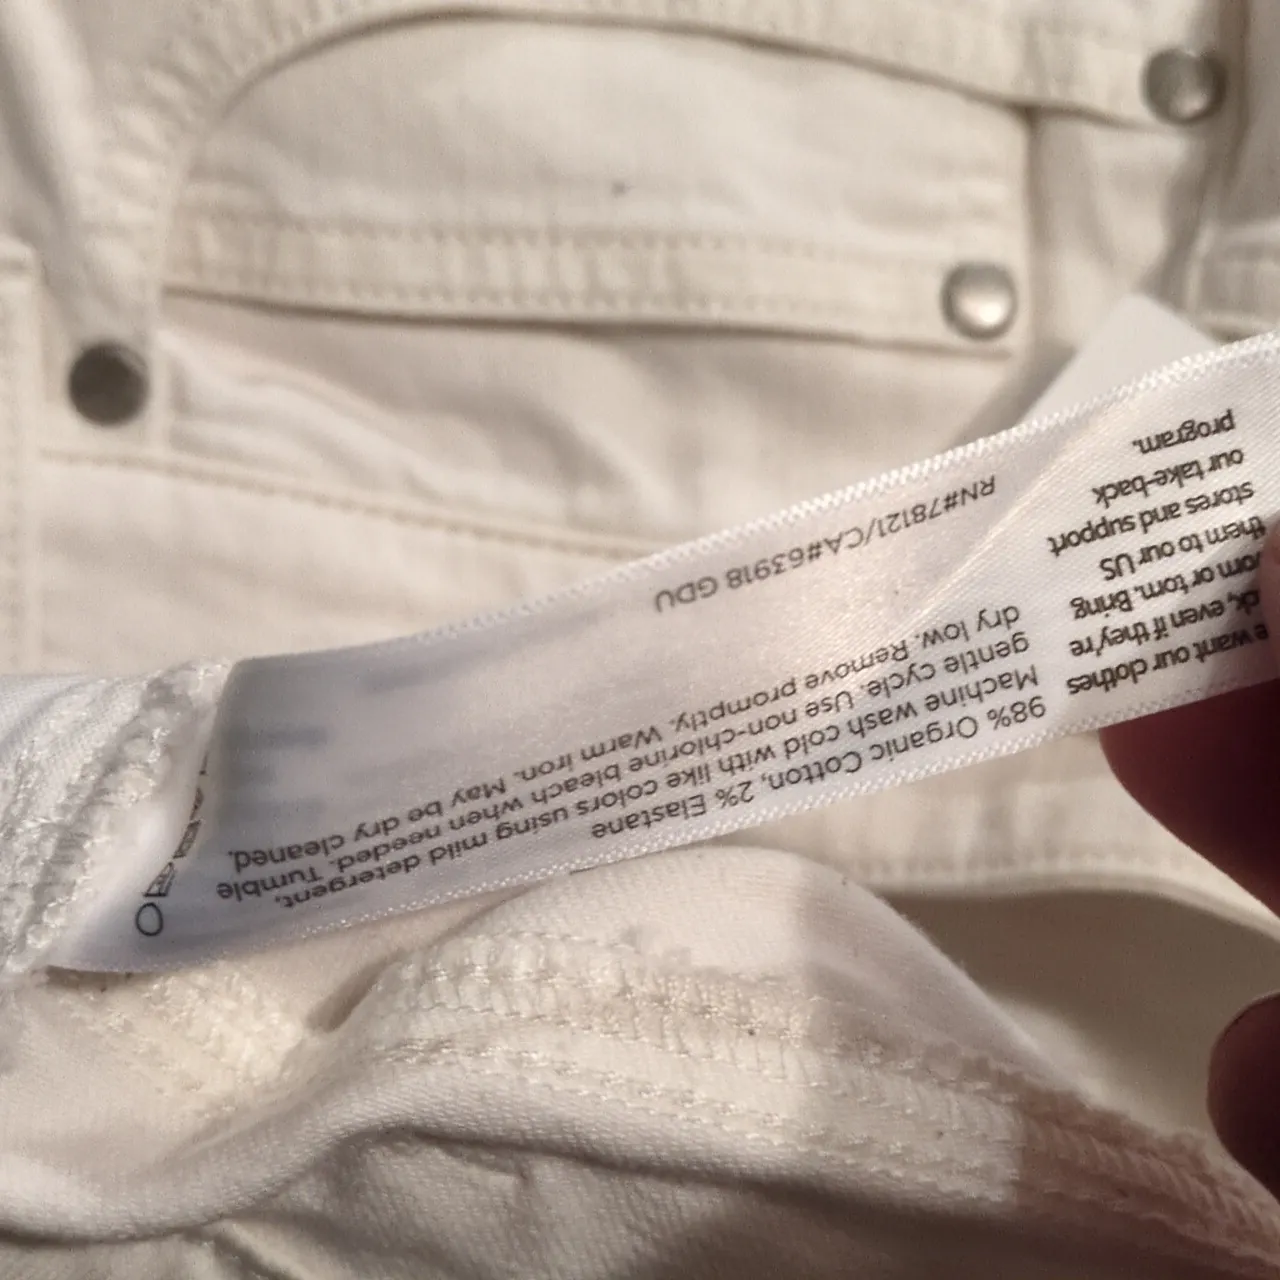 98% Organic Cotton, 2% Elastane
Machine wash cold with like colors using mild detergent,
gentle cycle. Use non-chlorine bleach when needed. Tumble
dry low. Remove promptly. Warm iron. May be dry cleaned.
RN#78121/CA#63918 GDU
want our clothes
even if they're
or torn. Bring
them to our US
stores and support
our take-back
program.